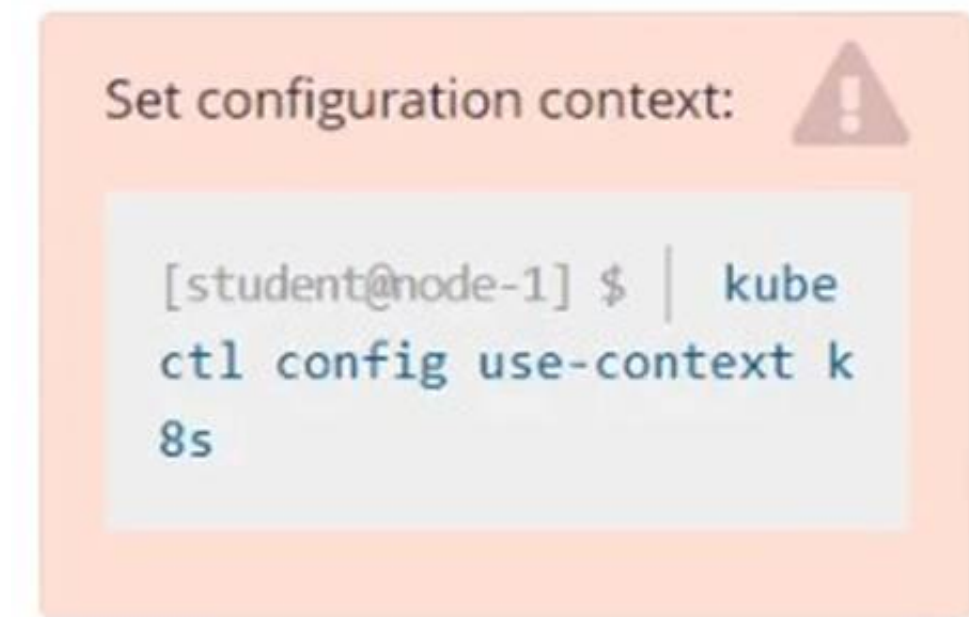 Set configuration context:
[student@node-1] $ | kube
ctl config use-context k
8s